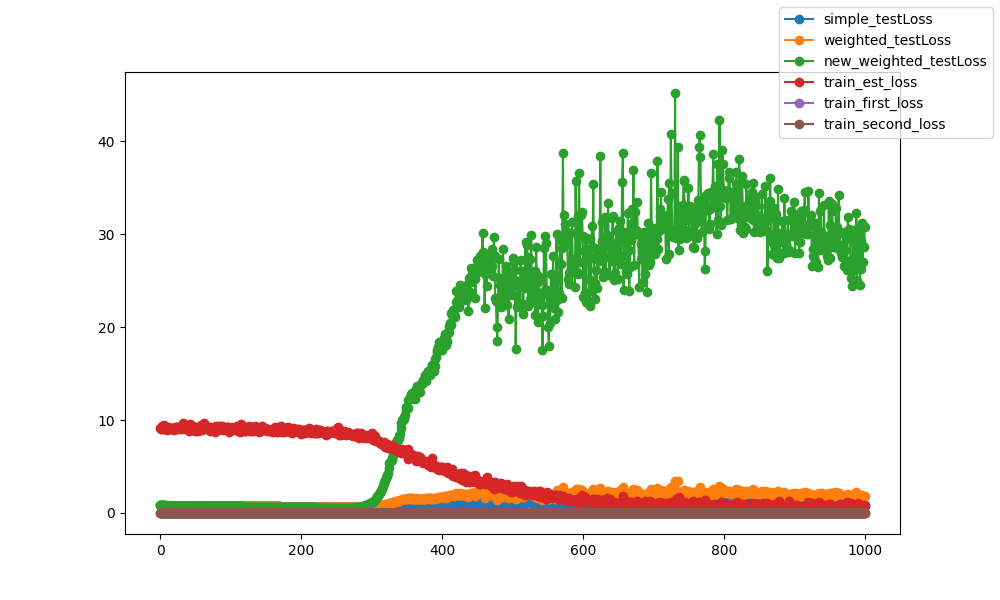 simple_testLoss
weighted_testLoss
new_weighted_testLoss
train_est_loss
train_first_loss
train_second_loss
40
30
20
10
0
0 200 400 600 800 1000